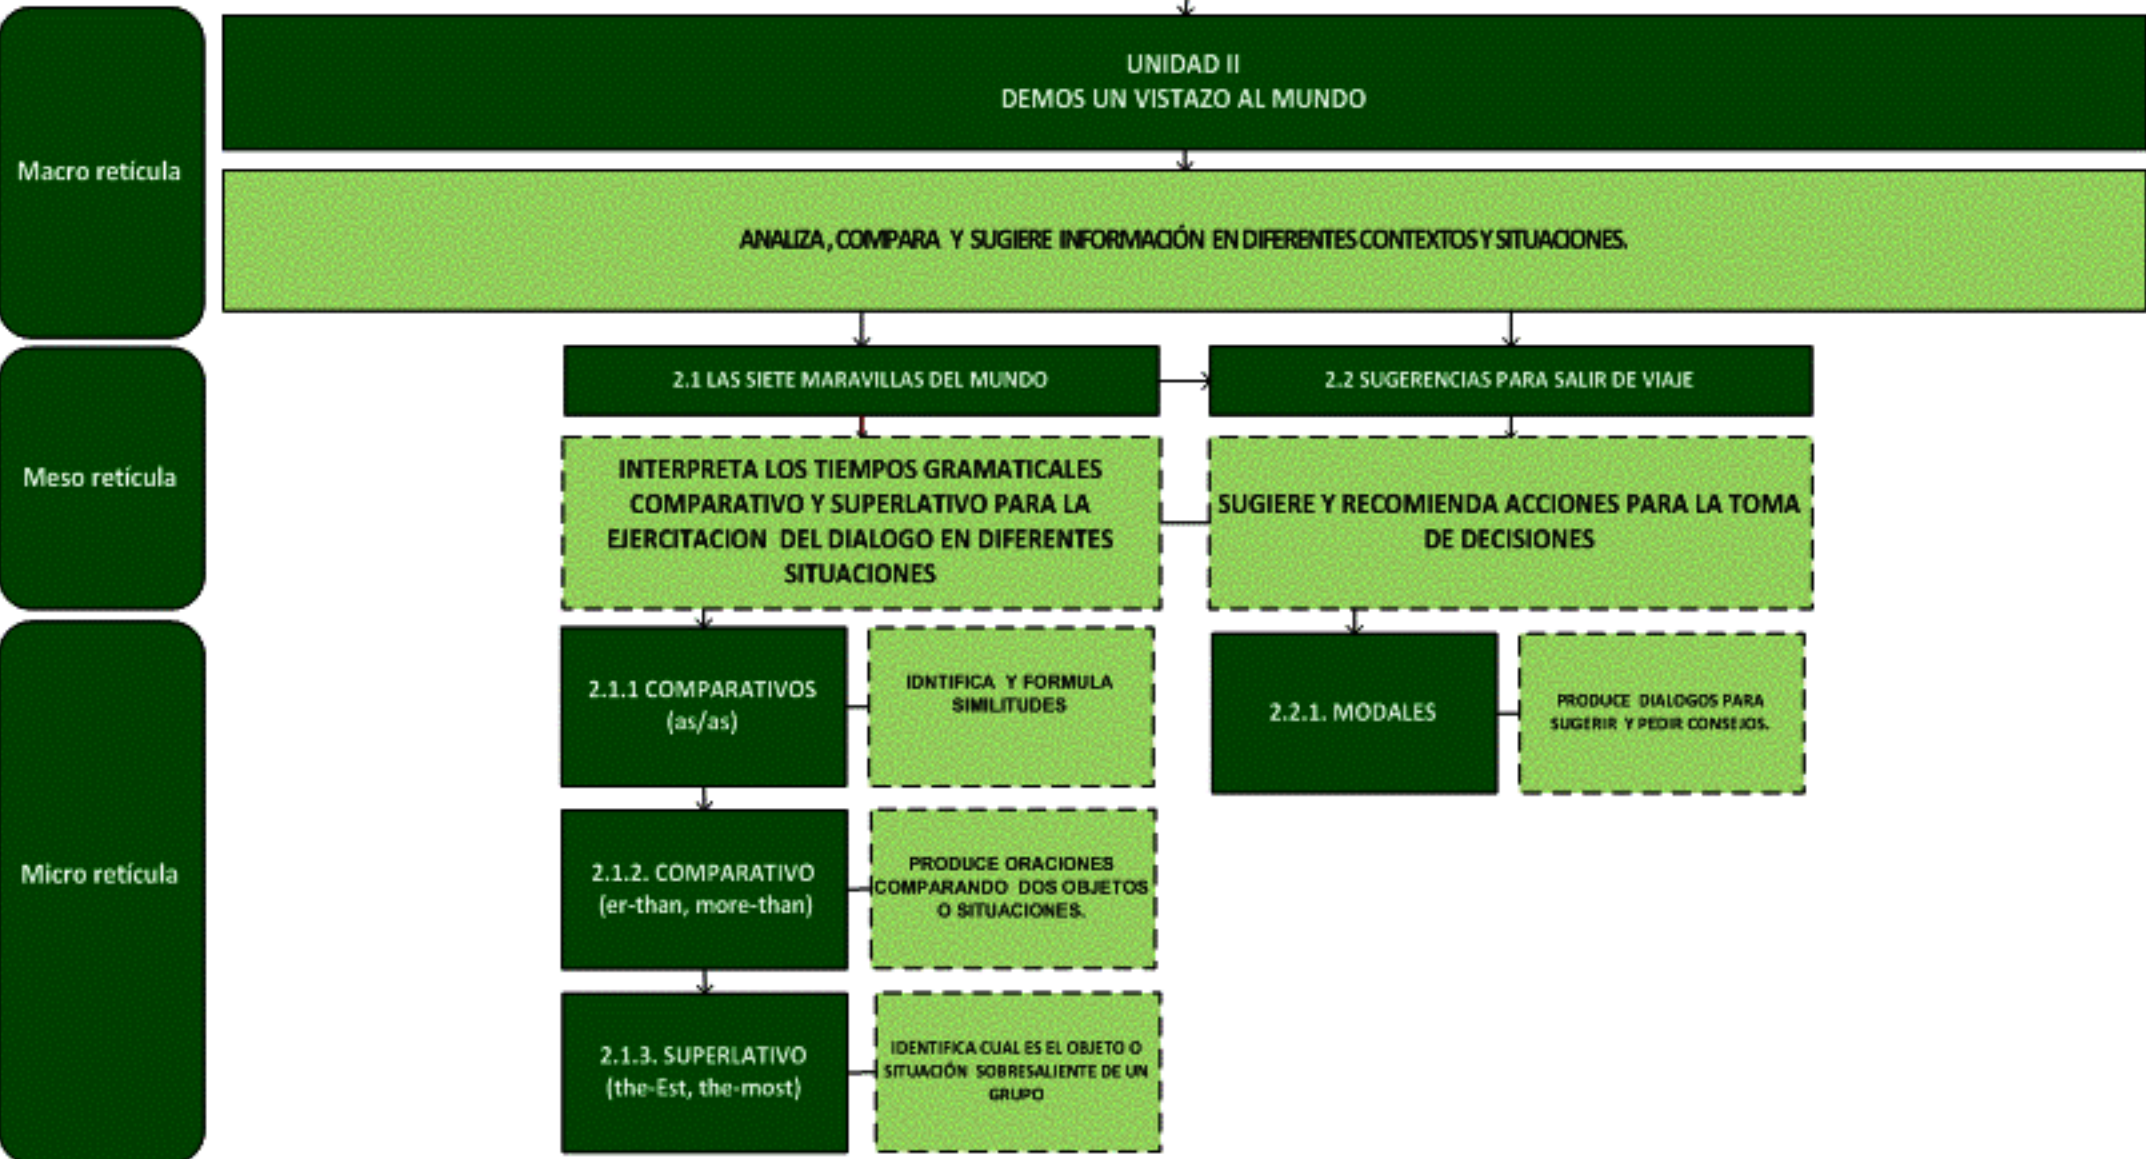 Macro retícula
UNIDAD II
DEMOS UN VISTAZO AL MUNDO
ANALIZA, COMPARA Y SUGIERE INFORMACIÓN EN DIFERENTES CONTEXTOS Y SITUACIONES.
Meso retícula
2.1 LAS SIETE MARAVILLAS DEL MUNDO
2.2 SUGERENCIAS PARA SALIR DE VIAJE
INTERPRETA LOS TIEMPOS GRAMATICALES
COMPARATIVO Y SUPERLATIVO PARA LA
EJERCITACION DEL DIALOGO EN DIFERENTES
SITUACIONES
SUGIERE Y RECOMIENDA ACCIONES PARA LA TOMA
DE DECISIONES
Micro retícula
2.1.1 COMPARATIVOS
(as/as)
IDNTIFICA Y FORMULA
SIMILITUDES
2.2.1. MODALES
PRODUCE DIALOGOS PARA
SUGERIR Y PEDIR CONSEJOS.
2.1.2. COMPARATIVO
(er-than, more-than)
PRODUCE ORACIONES
COMPARANDO DOS OBJETOS
O SITUACIONES.
2.1.3. SUPERLATIVO
(the-Est, the-most)
IDENTIFICA CUAL ES EL OBJETO O
SITUACIÓN SOBRESALIENTE DE UN
GRUPO